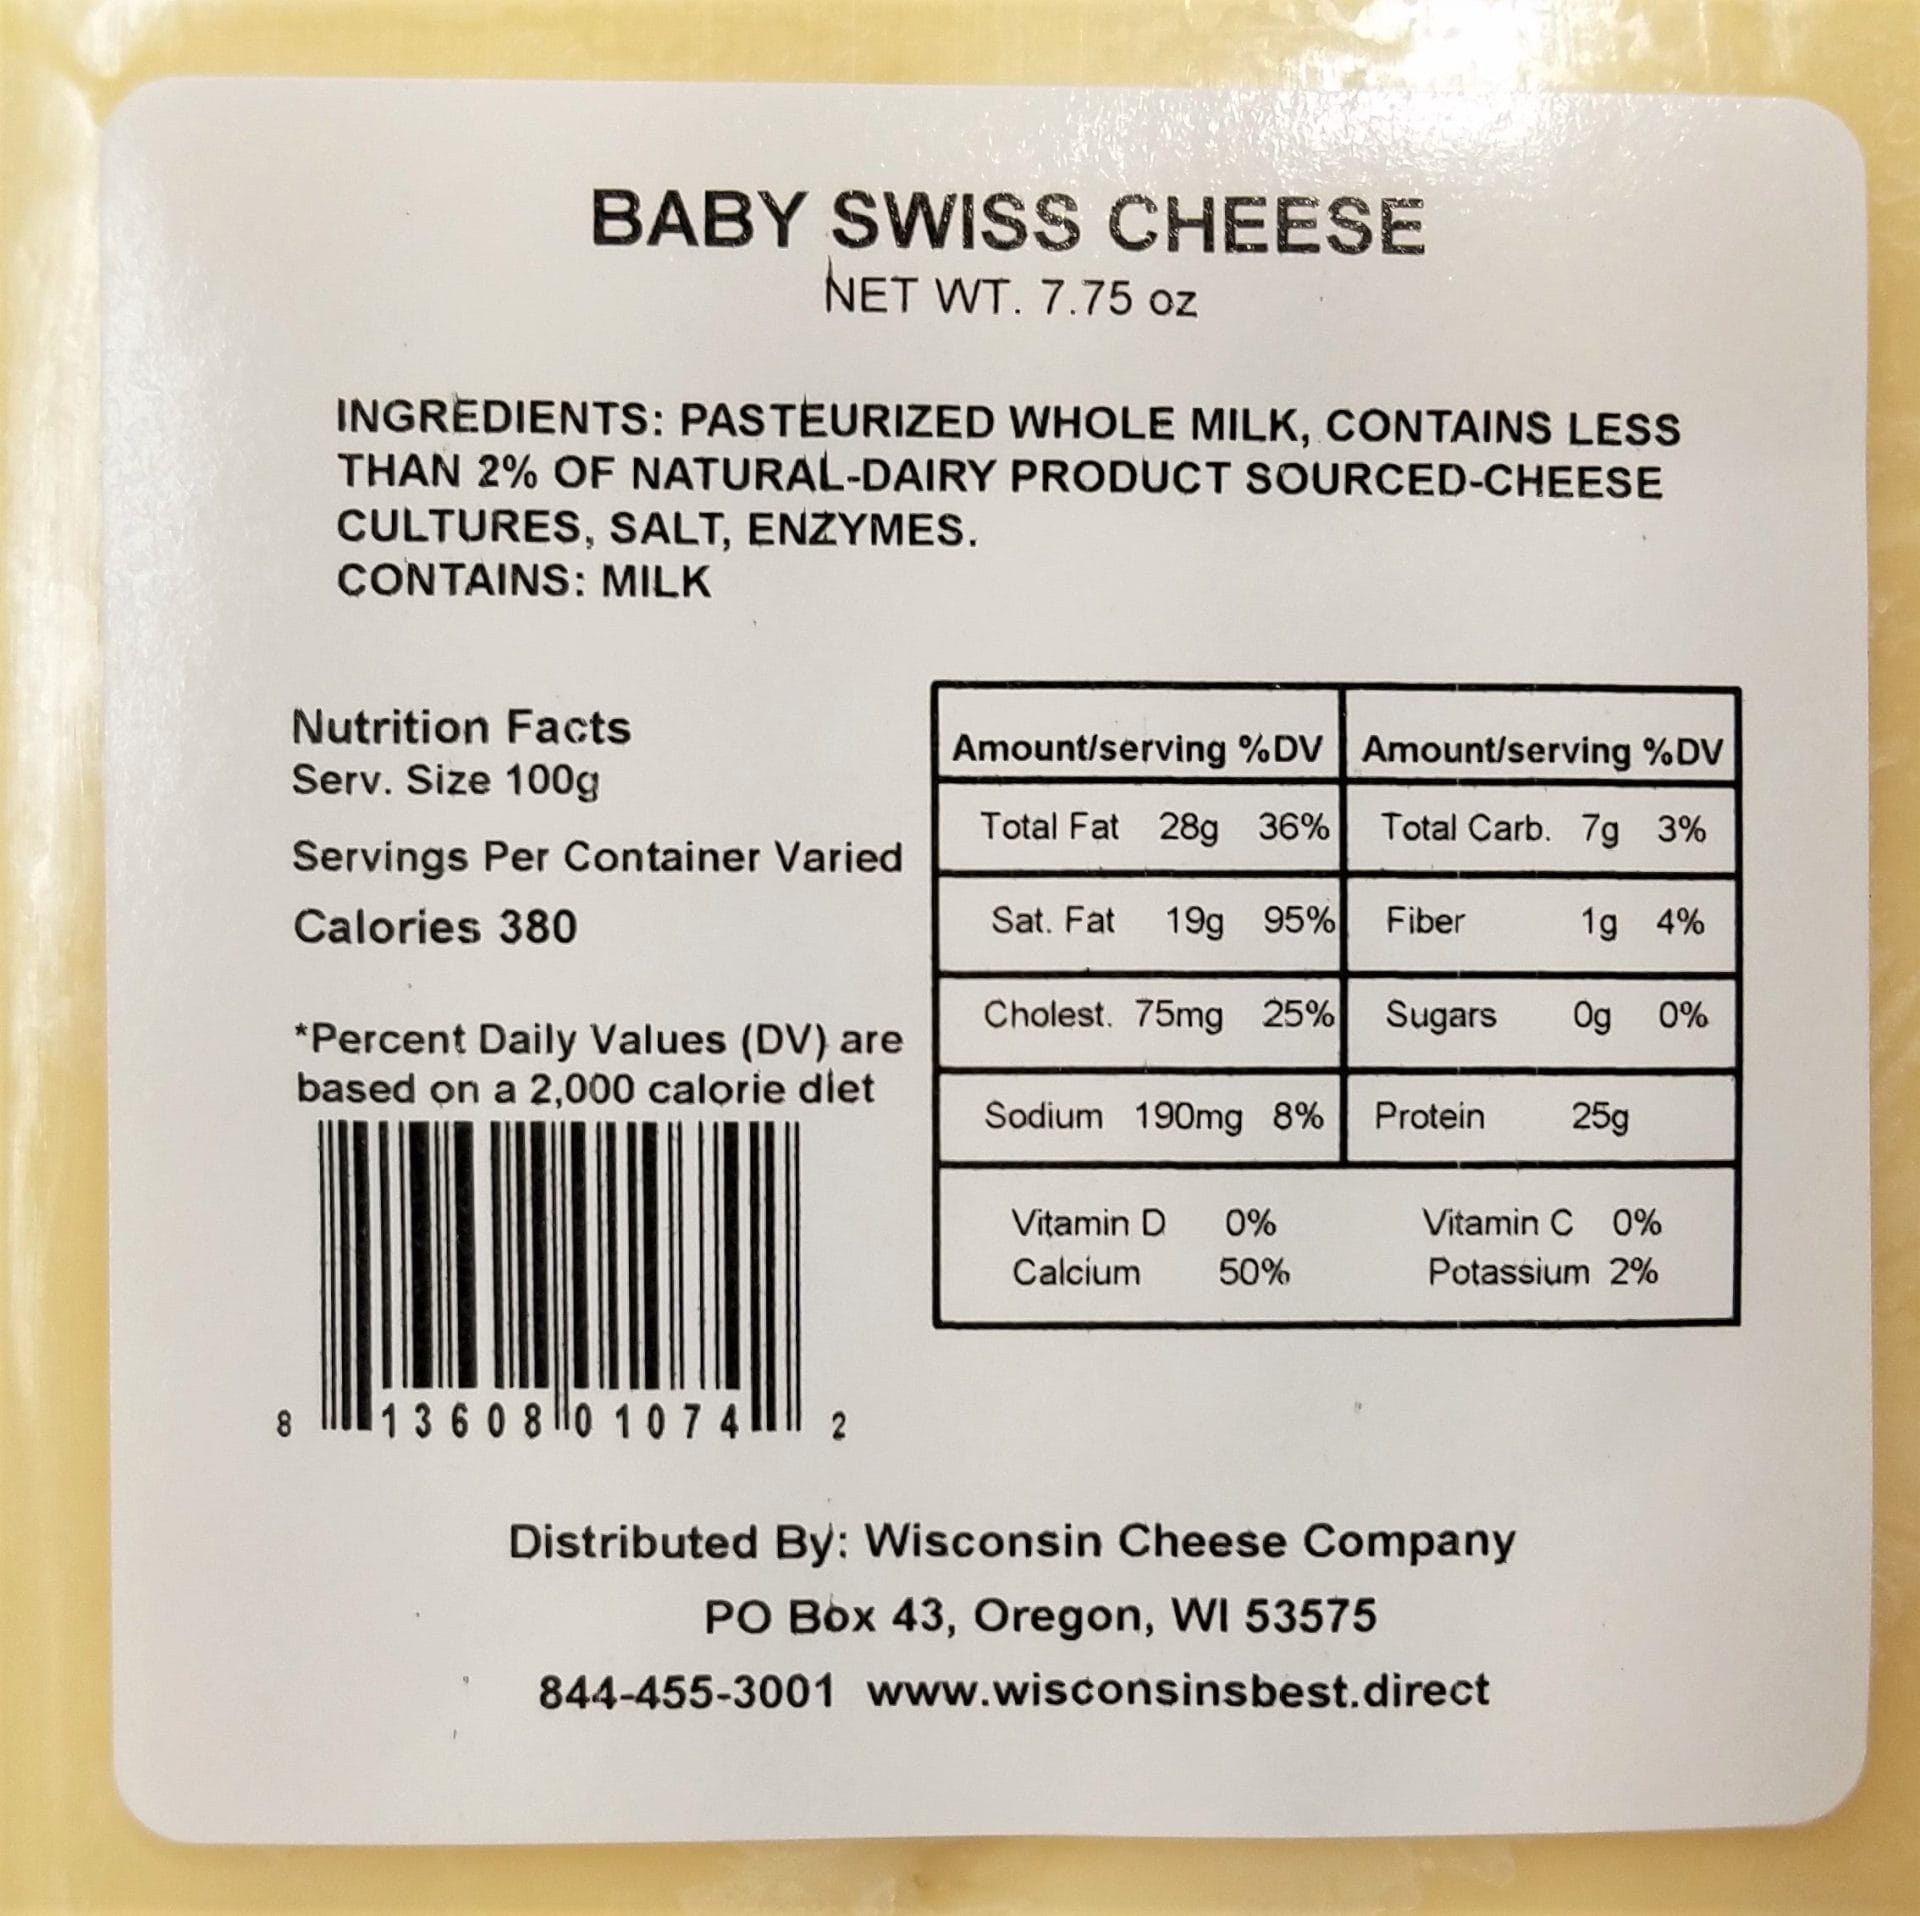 BABY SWISS CHEESE
NET WT. 7.75 oz
INGREDIENTS: PASTEURIZED WHOLE MILK, CONTAINS LESS
THAN 2% OF NATURAL-DAIRY PRODUCT SOURCED-CHEESE
CULTURES, SALT, ENZYMES.
CONTAINS: MILK
Nutrition Facts
Serv. Size 100g
Servings Per Container Varied
Calories 380
*Percent Daily Values (DV) are
based on a 2,000 calorie diet
Amount/serving %DV Amount/serving %DV
Total Fat 28g 36% Total Carb. 7g 3%
Sat. Fat 19g 95% Fiber 1g 4%
Cholest. 75mg 25% Sugars 0g 0%
Sodium 190mg 8% Protein 25g
Vitamin D 0% Vitamin C 0%
Calcium 50% Potassium 2%
8 13608 01074 2
Distributed By: Wisconsin Cheese Company
PO Box 43, Oregon, WI 53575
844-455-3001 www.wisconsinsbest.direct